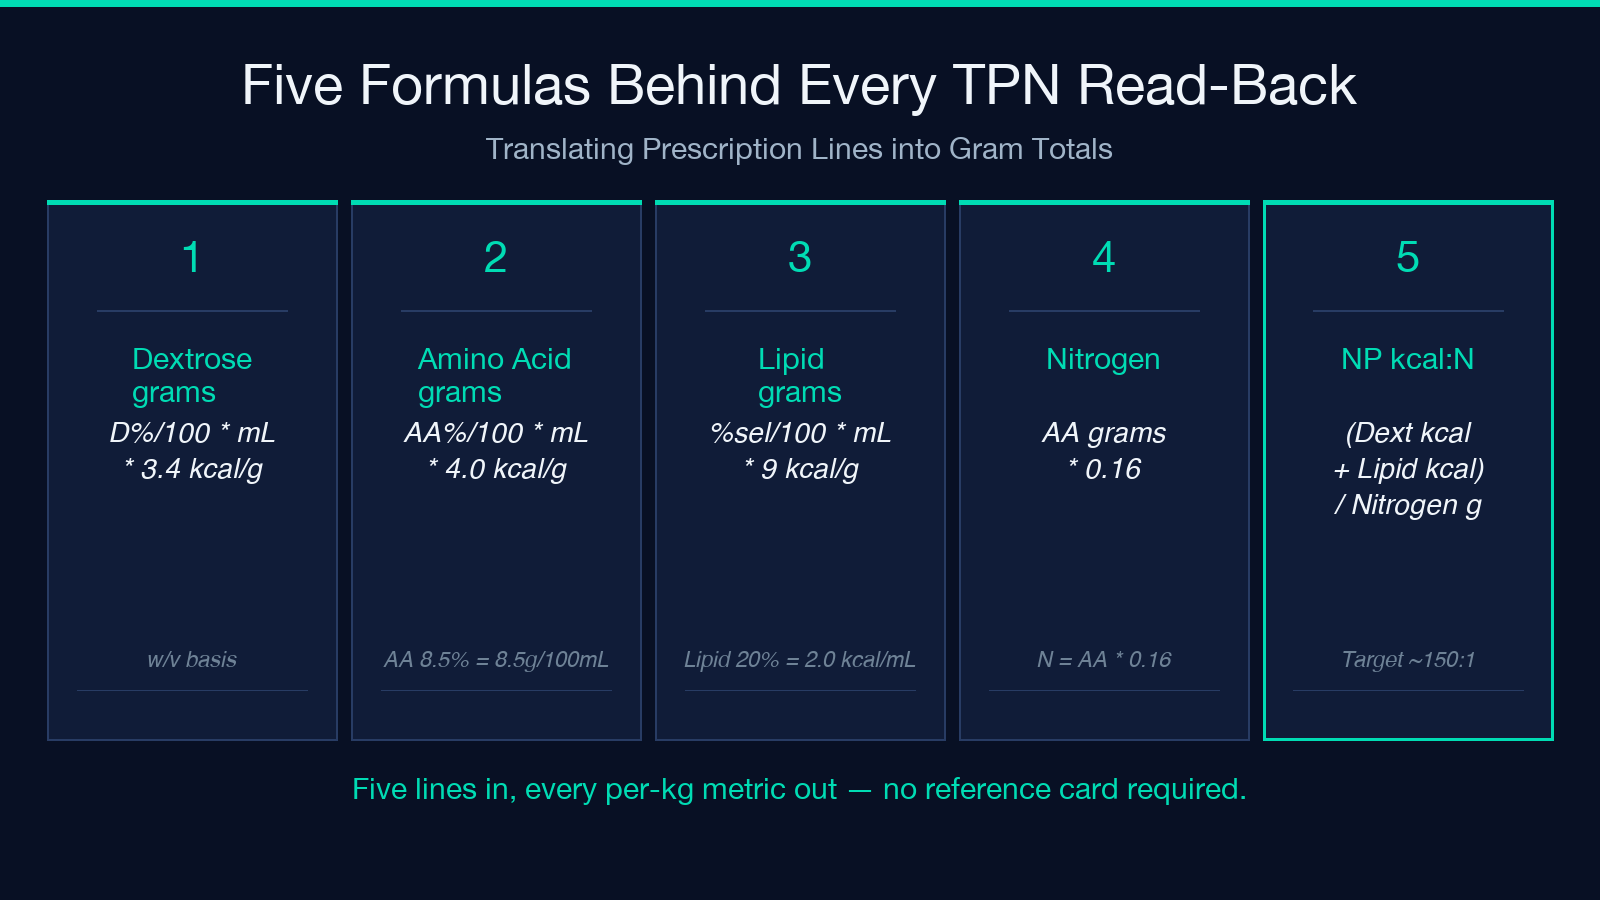 Five Formulas Behind Every TPN Read-Back
Translating Prescription Lines into Gram Totals
1
Dextrose
grams
D%/100 * mL
* 3.4 kcal/g
w/v basis
2
Amino Acid
grams
AA%/100 * mL
* 4.0 kcal/g
AA 8.5% = 8.5g/100mL
3
Lipid
grams
%sel/100 * mL
* 9 kcal/g
Lipid 20% = 2.0 kcal/mL
4
Nitrogen
AA grams
* 0.16
N = AA * 0.16
5
NP kcal:N
(Dext kcal
+ Lipid kcal)
/ Nitrogen g
Target ~150:1
Five lines in, every per-kg metric out — no reference card required.